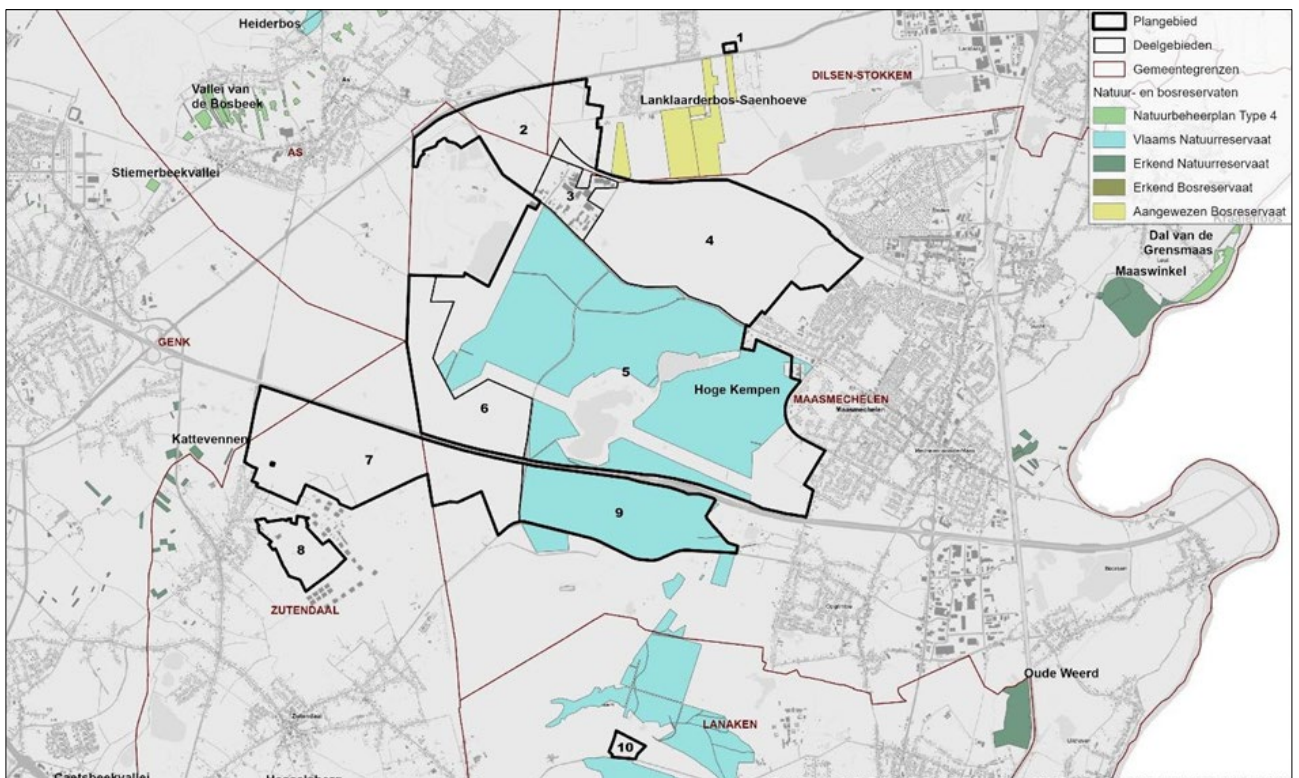 Heiderbos
1
Plangebied
Deelgebieden
Gemeentegrenzen
Natuur- en bosreservaten
Natuurbeheerplan Type 4
Vlaams Natuurreservaat
Erkend Natuurreservaat
Erkend Bosreservaat
Aangewezen Bosreservaat
DILSEN-STOKKEM
Vallei van
de Bosbeek
Lanklaarderbos-Saenhoeve
2
AS
Stiemerbeekvallei
3
4
Dal van de
Grensmaas
Maaswinkel
GENK
5
Hoge Kempen
MAASMECHELEN
Maasmechelen
6
Kattevennen
7
9
8
ZUTENDAAL
Oude Weerd
Zutendaal
LANAKEN
10